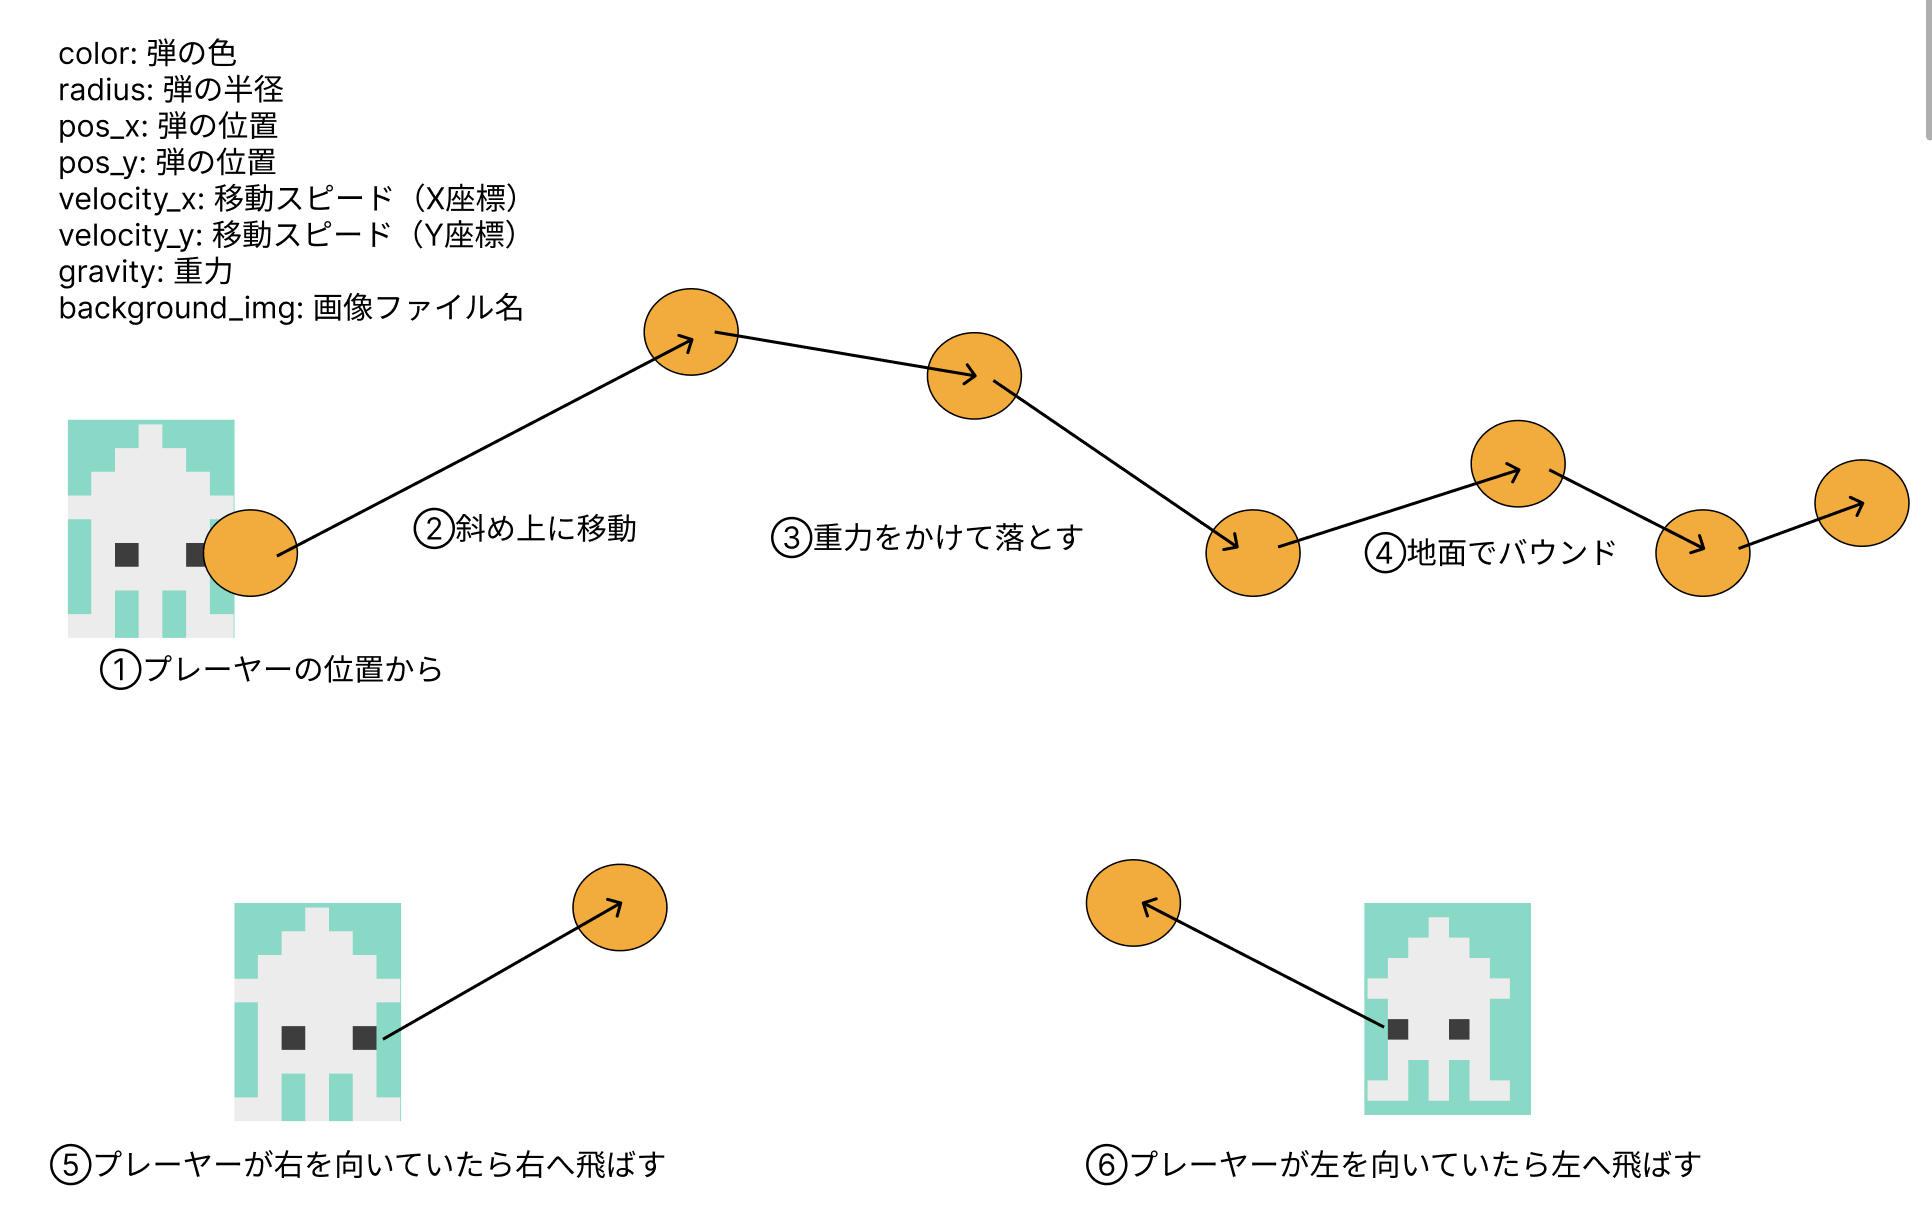 color: 弾の色
radius: 弾の半径
pos_x: 弾の位置
pos_y: 弾の位置
velocity_x: 移動スピード（X座標）
velocity_y: 移動スピード（Y座標）
gravity: 重力
background_img: 画像ファイル名
②斜め上に移動
③重力をかけて落とす
④地面でバウンド
①プレーヤーの位置から
⑤プレーヤーが右を向いていたら右へ飛ばす
⑥プレーヤーが左を向いていたら左へ飛ばす